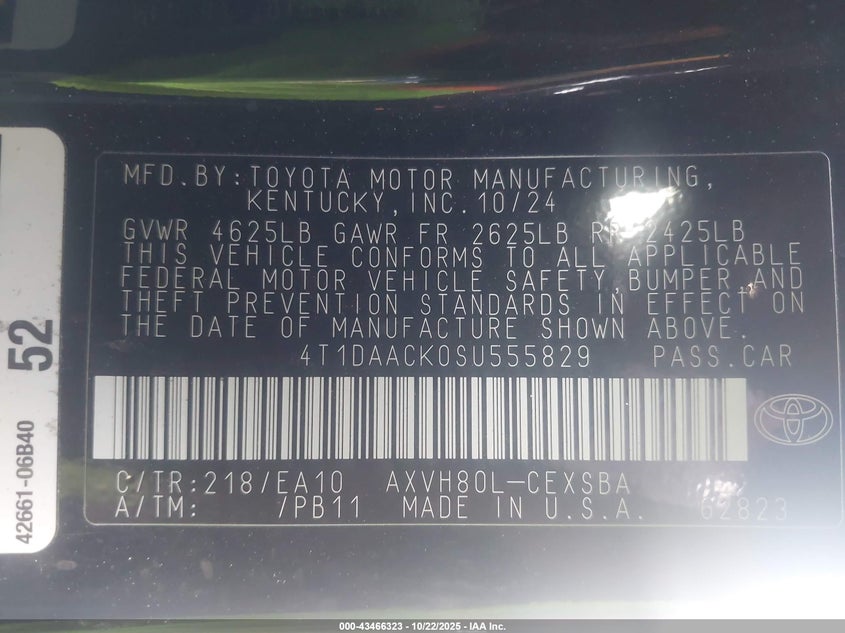 MFD.BY:TOYOTA MOTOR MANUFACTURING,
KENTUCKY,INC.10/24
GVWR 4625LB GAWR FR 2625LB RR 2425LB
THIS VEHICLE CONFORMS TO ALL APPLICABLE
FEDERAL MOTOR VEHICLE SAFETY,BUMPER,AND
THEFT PREVENTION STANDARDS IN EFFECT ON
THE DATE OF MANUFACTURE SHOWN ABOVE.
4T1DAACK0SU555829 PASS.CAR
C/TR:218/EA10 AXVH80L-CEXSBA
A/TM: /PB11 MADE IN U.S.A. 62823
52
42661-06B40
000-43466323 - 10/22/2025 - IAA Inc.